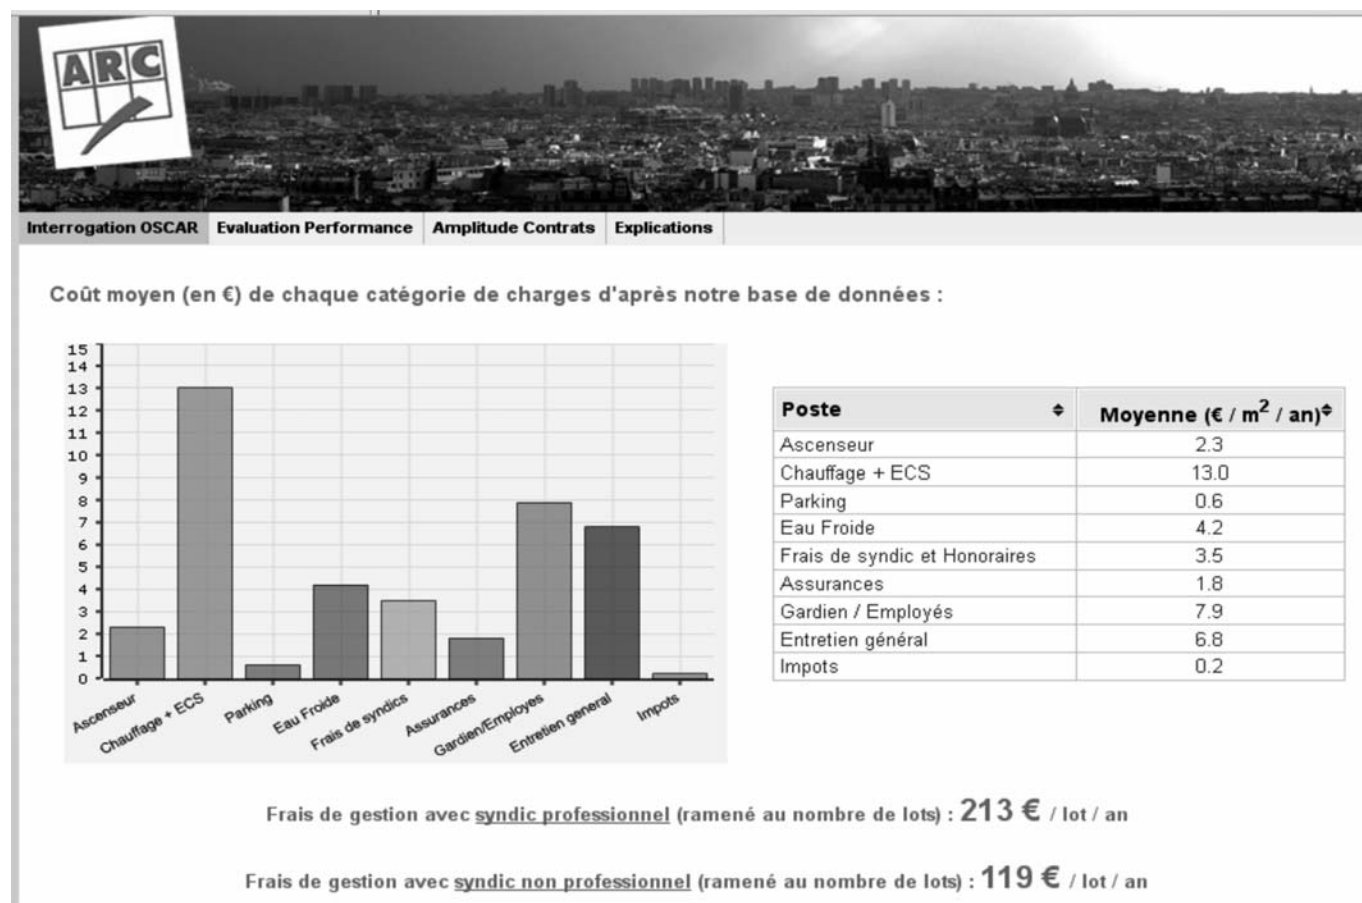 ARC
Interrogation OSCAR Evaluation Performance Amplitude Contrats Explications
Coût moyen (en €) de chaque catégorie de charges d'après notre base de données :
15
14
13
12
11
10
9
8
7
6
5
4
3
2
1
0
Ascenseur Chauffage + ECS Parking Eau Froide Frais de syndics Assurances Gardien/Employes Entretien general Impots
Poste Moyenne (€ / m² / an)
Ascenseur 2.3
Chauffage + ECS 13.0
Parking 0.6
Eau Froide 4.2
Frais de syndic et Honoraires 3.5
Assurances 1.8
Gardien / Employés 7.9
Entretien général 6.8
Impots 0.2
Frais de gestion avec syndic professionnel (ramené au nombre de lots) : 213 € / lot / an
Frais de gestion avec syndic non professionnel (ramené au nombre de lots) : 119 € / lot / an